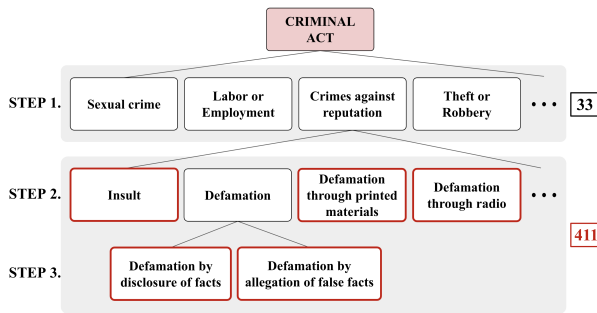 CRIMINAL
ACT
STEP 1.
Sexual crime
Labor or
Employment
Crimes against
reputation
Theft or
Robbery
...
33
STEP 2.
Insult
Defamation
Defamation
through printed
materials
Defamation
through radio
...
411
STEP 3.
Defamation by
disclosure of facts
Defamation by
allegation of false facts